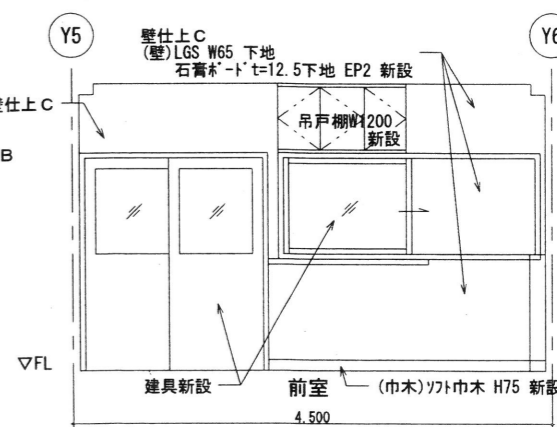 Y5
Y6
壁仕上C
(壁)LGS W65 下地
石膏ﾎﾞｰﾄﾞt=12.5下地 EP2 新設
壁仕上C
B
吊戸棚W1200
新設
▽FL
建具新設
前室
(巾木)ｿﾌﾄ巾木 H75 新設
4.500